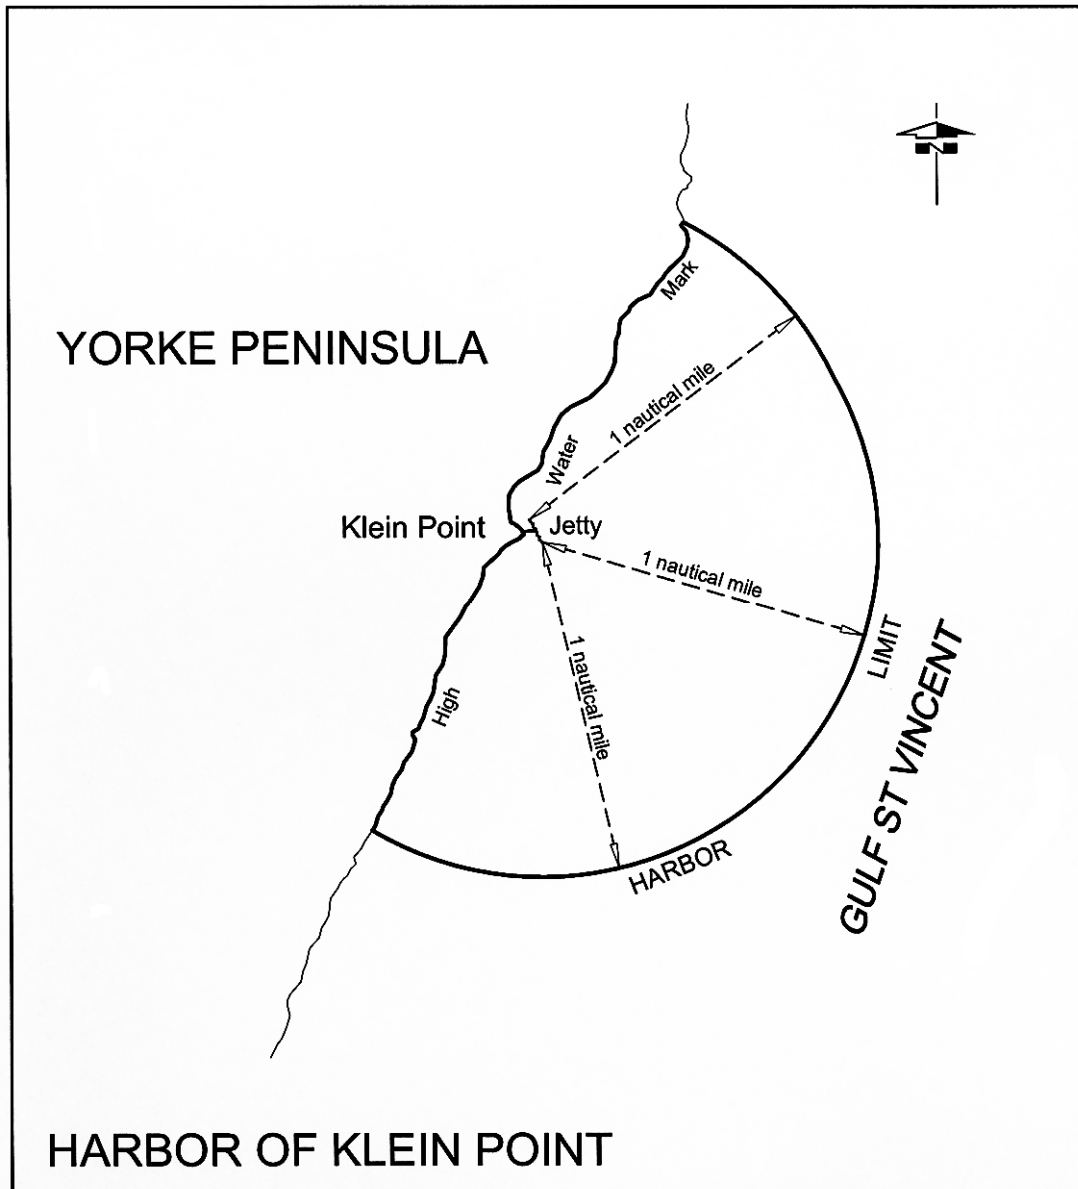 N
Mark
YORKE PENINSULA
1 nautical mile
Water
Klein Point
Jetty
1 nautical mile
1 nautical mile
LIMIT
High
GULF ST VINCENT
HARBOR
HARBOR OF KLEIN POINT